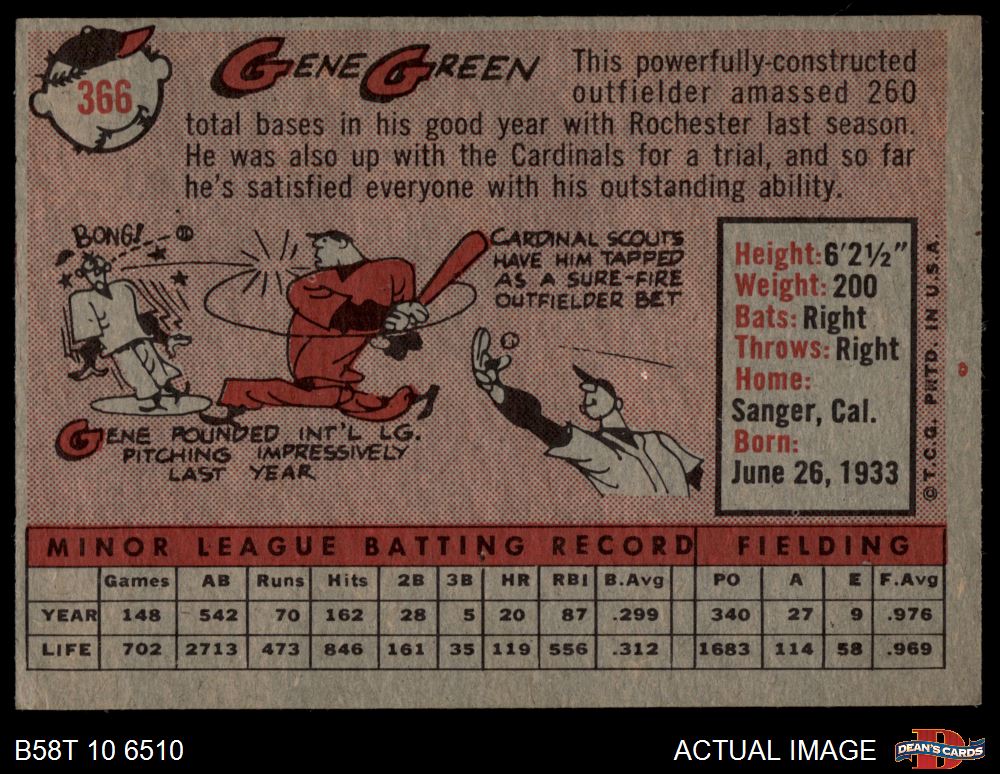 366
GENE GREEN
This powerfully-constructed
outfielder amassed 260
total bases in his good year with Rochester last season.
He was also up with the Cardinals for a trial, and so far
he's satisfied everyone with his outstanding ability.
BONG!
CARDINAL SCOUTS
HAVE HIM TAPPED
AS A SURE-FIRE
OUTFIELDER BET
GENE POUNDED INT'L LG.
PITCHING IMPRESSIVELY
LAST YEAR
Height: 6'2½"
Weight: 200
Bats: Right
Throws: Right
Home:
Sanger, Cal.
Born:
June 26, 1933
© T.C.G. PRTD. IN U.S.A.
MINOR LEAGUE BATTING RECORD FIELDING
Games AB Runs Hits 2B 3B HR RBI B.Avg PO A E F.Avg
YEAR 148 542 70 162 28 5 20 87 .299 340 27 9 .976
LIFE 702 2713 473 846 161 35 119 556 .312 1683 114 58 .969
B58T 10 6510 ACTUAL IMAGE DEAN'S CARDS